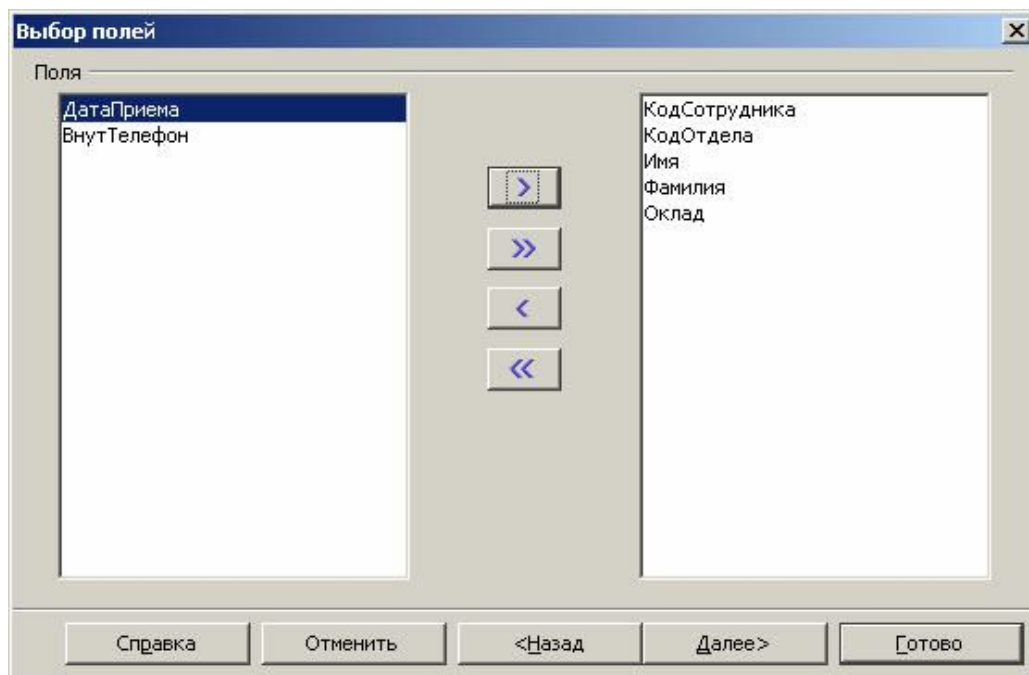 Выбор полей
Поля
ДатаПриема
ВнутТелефон
>
>>
<
<<
КодСотрудника
КодОтдела
Имя
Фамилия
Оклад
Справка Отменить <Назад Далее> Готово